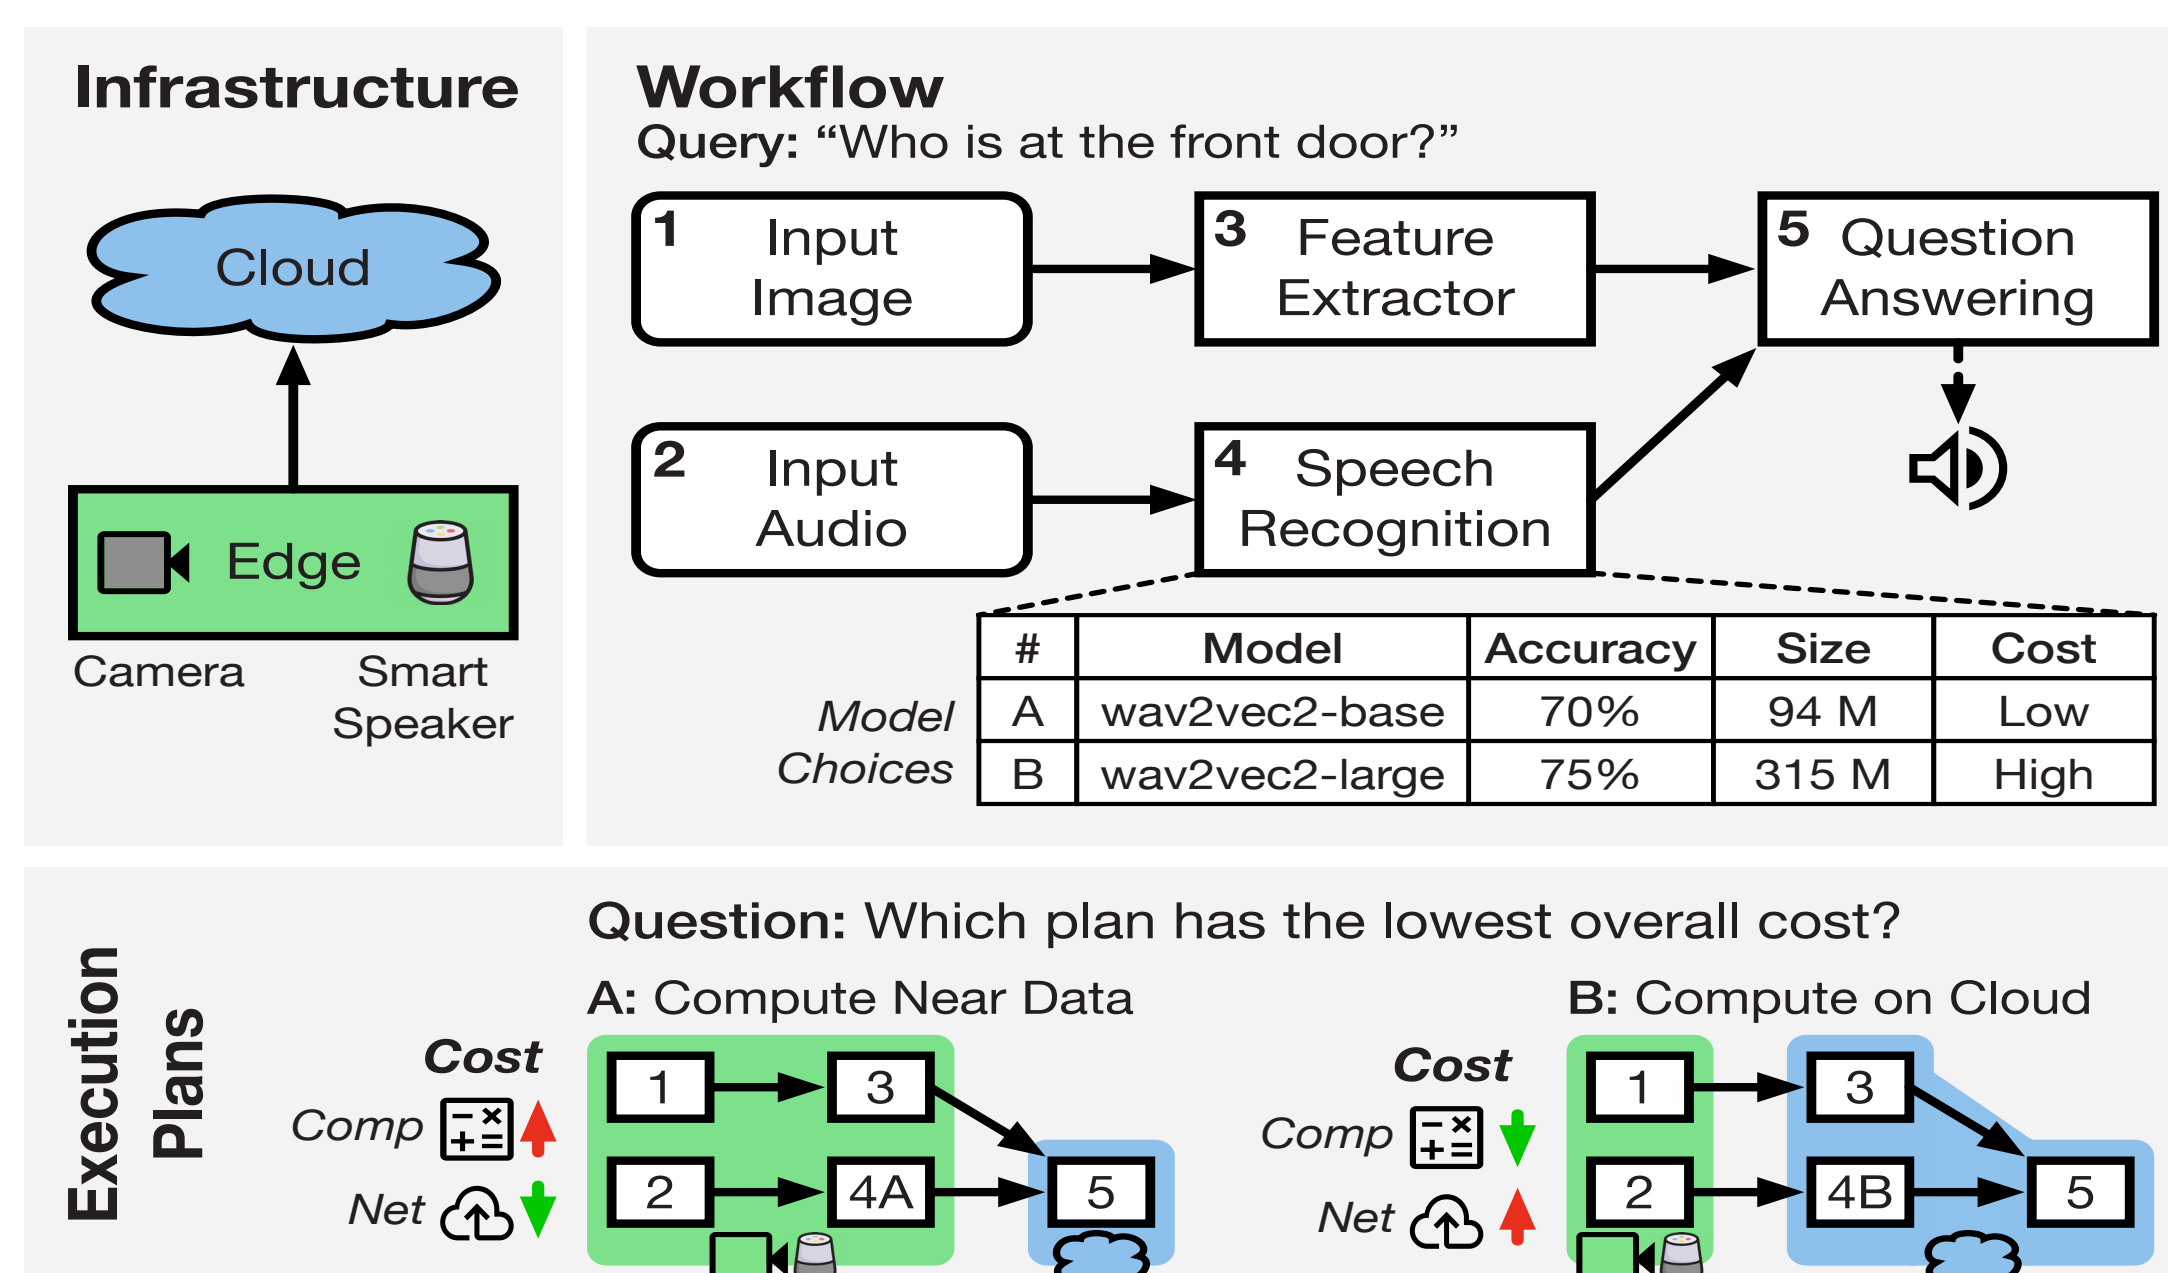 Infrastructure
Cloud
Edge
Camera
Smart
Speaker
Workflow
Query: “Who is at the front door?”
1 Input
Image
3 Feature
Extractor
5 Question
Answering
2 Input
Audio
4 Speech
Recognition
Model
Choices
# Model Accuracy Size Cost
A wav2vec2-base 70% 94 M Low
B wav2vec2-large 75% 315 M High
Execution
Plans
Question: Which plan has the lowest overall cost?
A: Compute Near Data
Cost
Comp
Net
1 3
2 4A 5
B: Compute on Cloud
Cost
Comp
Net
1 3
2 4B 5